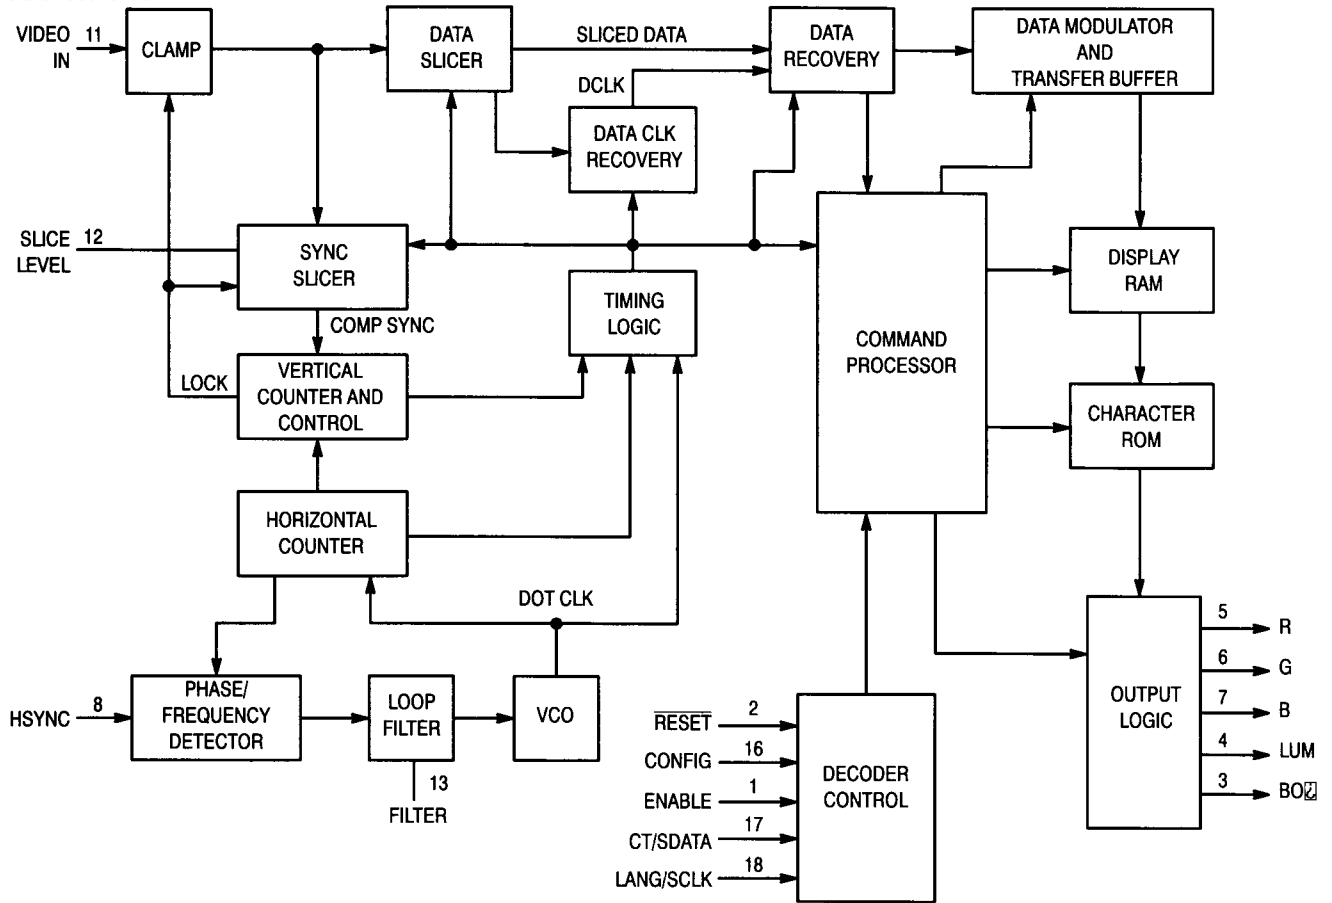 VIDEO IN
11
CLAMP
DATA SLICER
SLICED DATA
DATA RECOVERY
DATA MODULATOR AND TRANSFER BUFFER
DCLK
DATA CLK RECOVERY
SLICE LEVEL
12
SYNC SLICER
COMP SYNC
TIMING LOGIC
COMMAND PROCESSOR
DISPLAY RAM
LOCK
VERTICAL COUNTER AND CONTROL
CHARACTER ROM
HORIZONTAL COUNTER
DOT CLK
HSYNC
8
PHASE/ FREQUENCY DETECTOR
LOOP FILTER
VCO
13
FILTER
RESET
2
CONFIG
16
ENABLE
1
CT/SDATA
17
LANG/SCLK
18
DECODER CONTROL
OUTPUT LOGIC
5
R
6
G
7
B
4
LUM
3